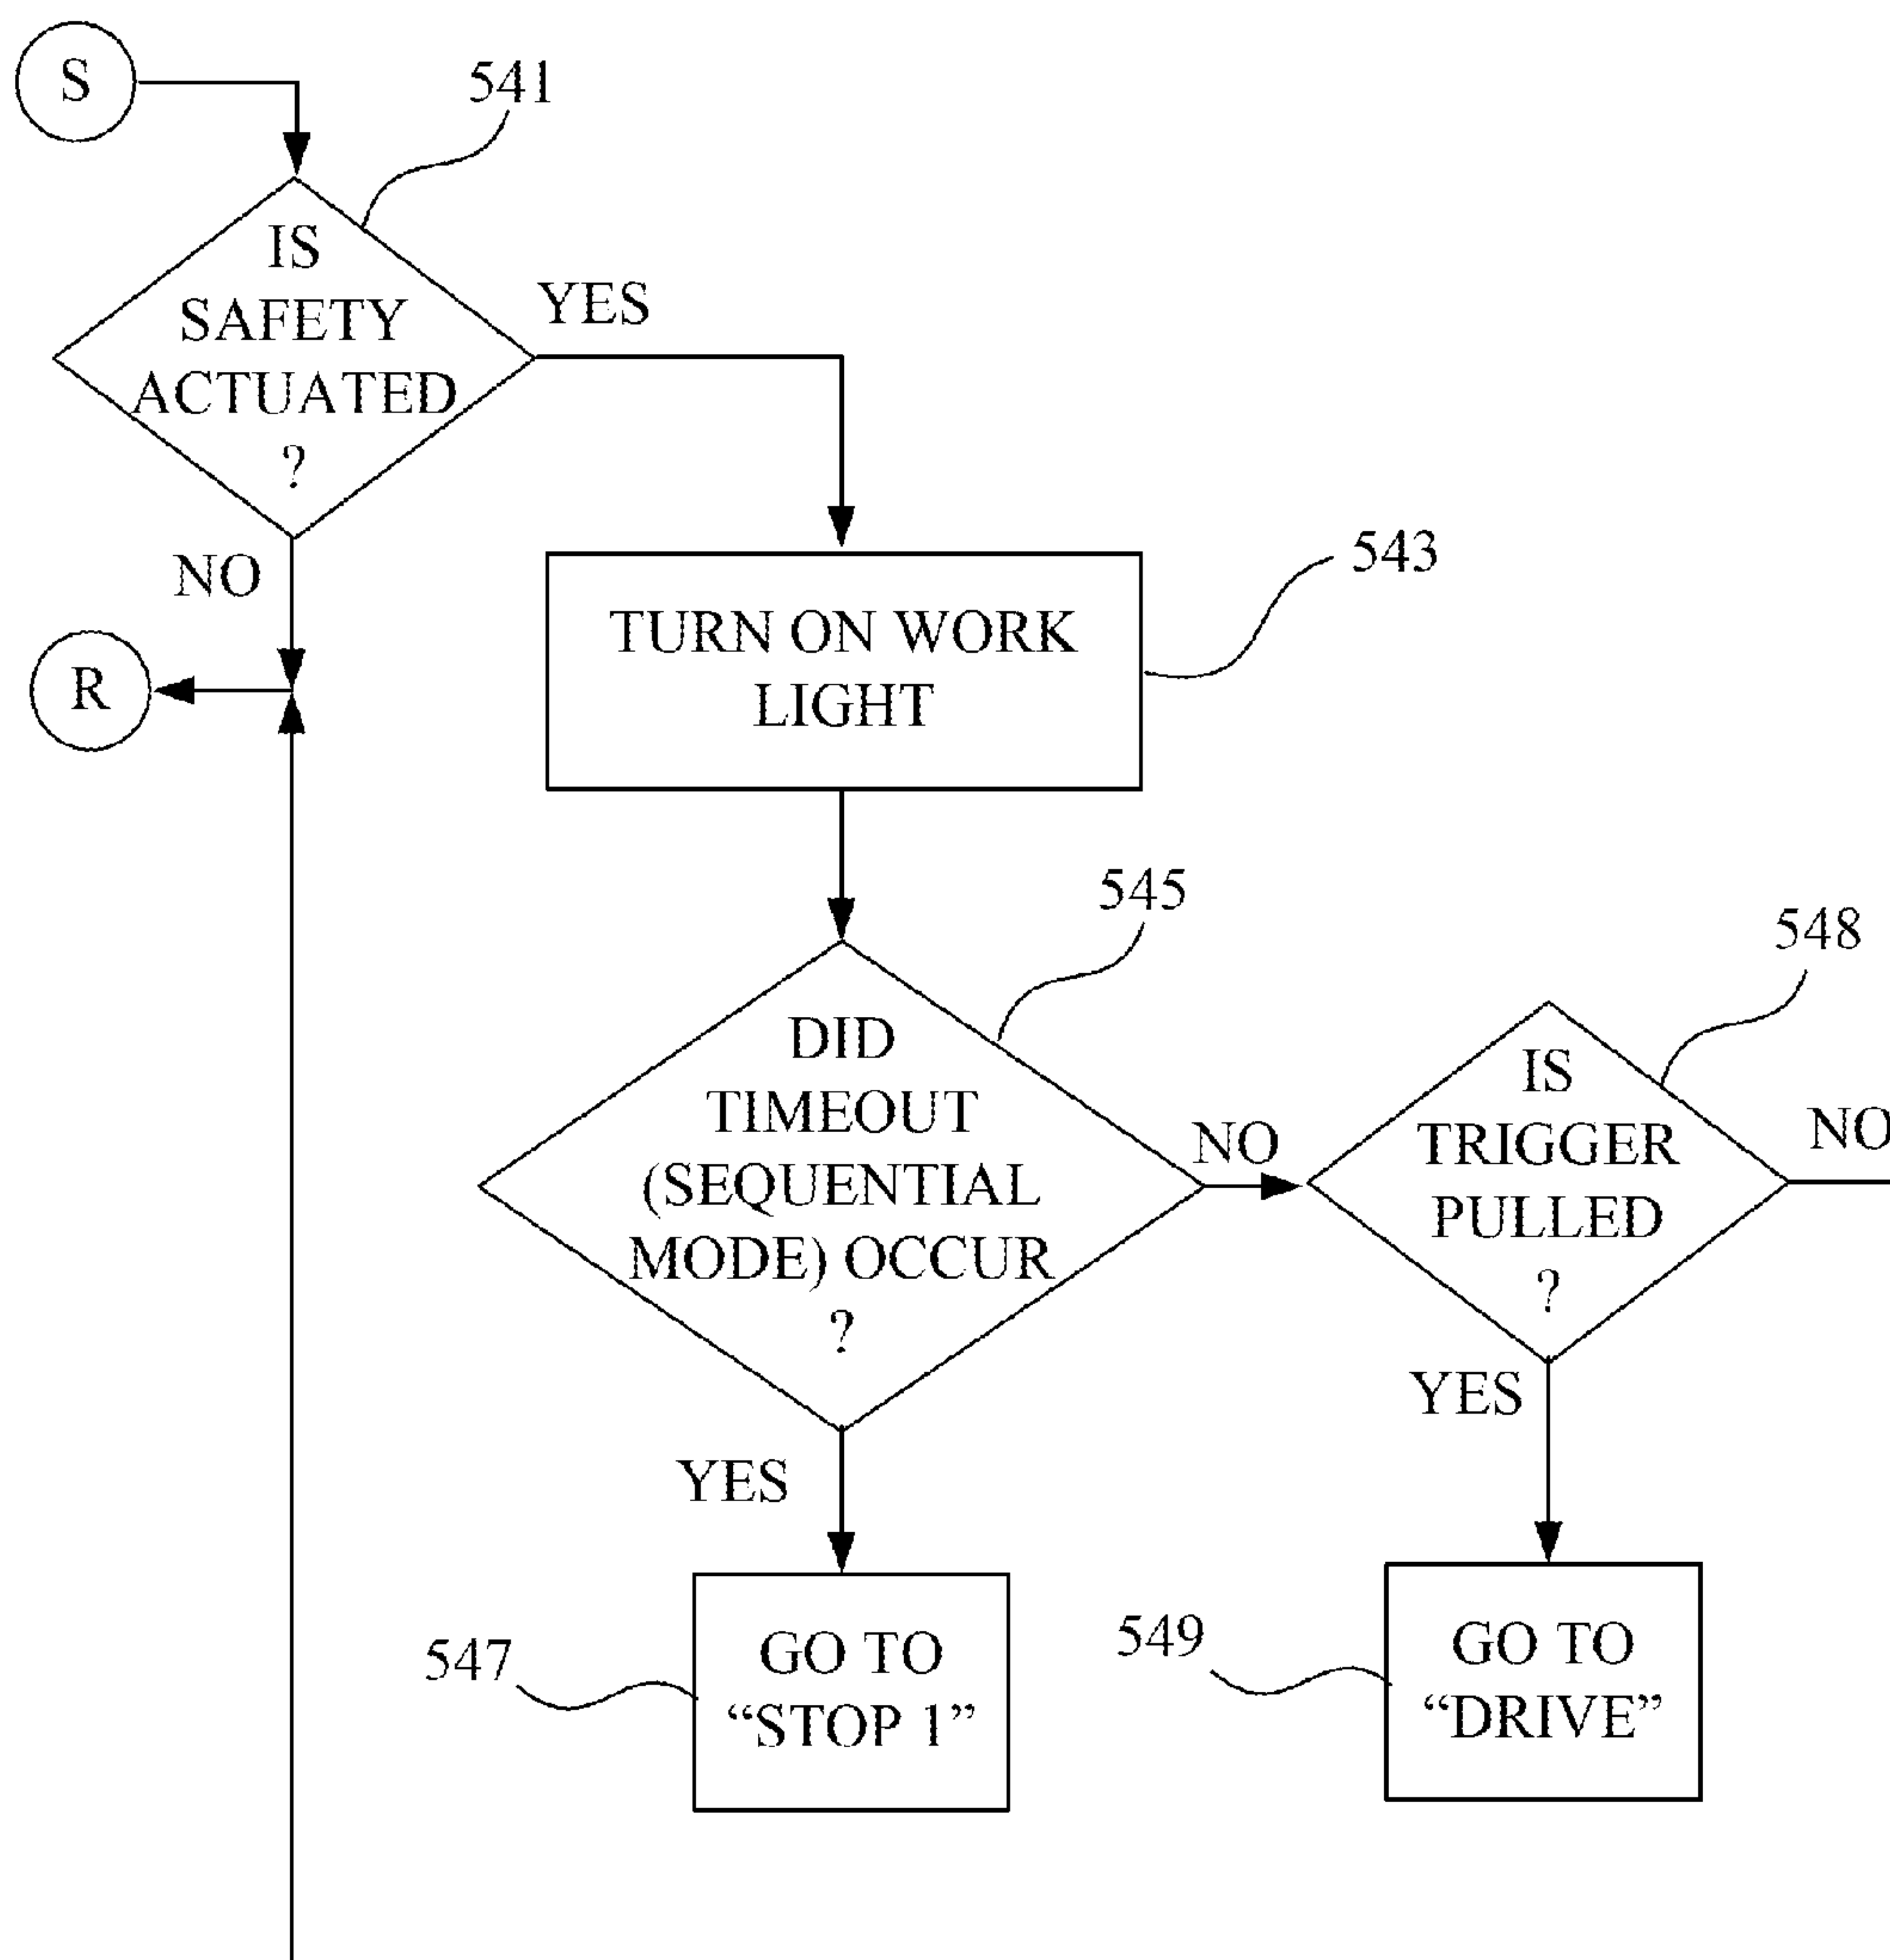 S
541
IS
SAFETY
ACTUATED
?
YES
NO
R
TURN ON WORK
LIGHT
543
545
DID
TIMEOUT
(SEQUENTIAL
MODE) OCCUR
?
NO
YES
548
IS
TRIGGER
PULLED
?
NO
YES
547
GO TO
“STOP 1”
549
GO TO
“DRIVE”